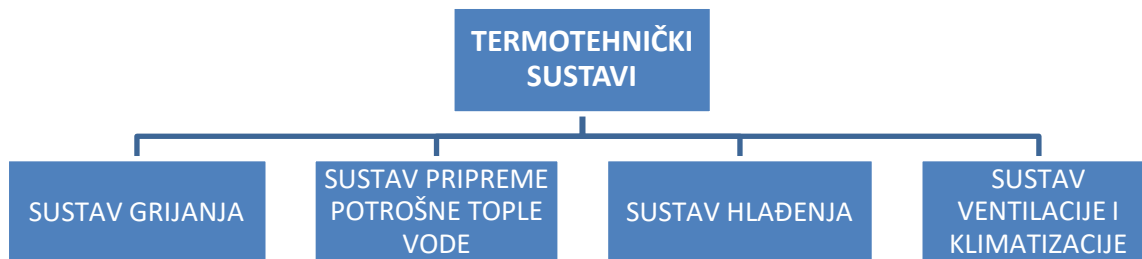 TERMOTEHNIČKI
SUSTAVI
SUSTAV GRIJANJA
SUSTAV PRIPREME
POTROŠNE TOPLE
VODE
SUSTAV HLAĐENJA
SUSTAV
VENTILACIJE I
KLIMATIZACIJE